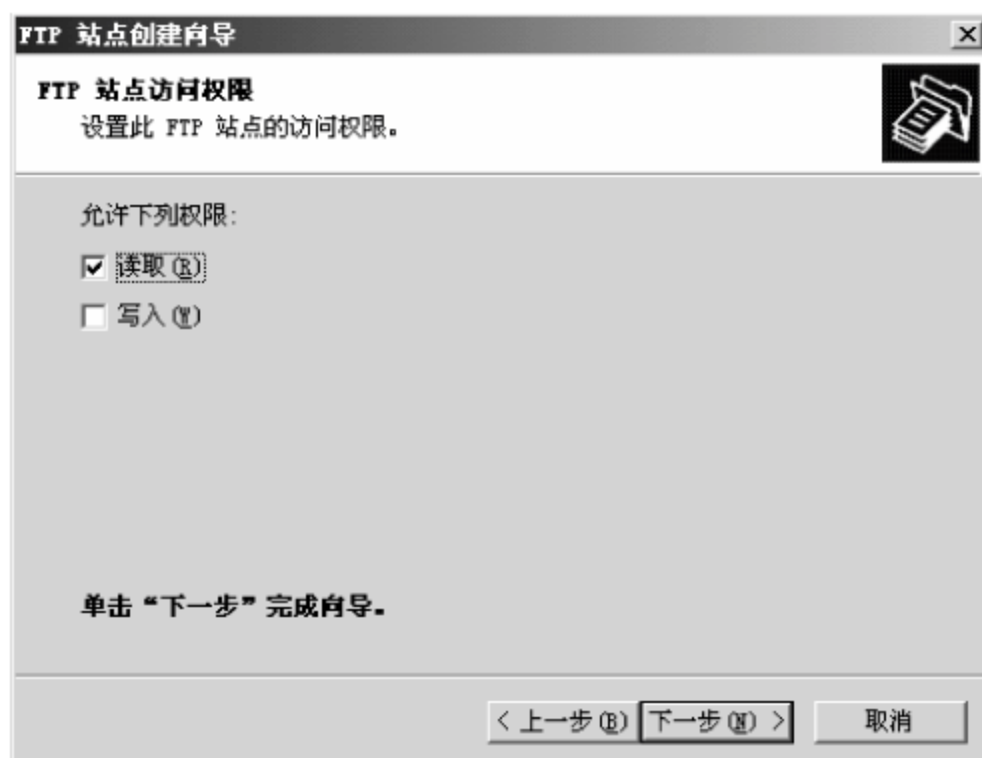 FTP 站点创建向导
FTP 站点访问权限
设置此 FTP 站点的访问权限。
允许下列权限:
读取(R)
写入(W)
单击“下一步”完成向导。
< 上一步(B) 下一步(N) > 取消